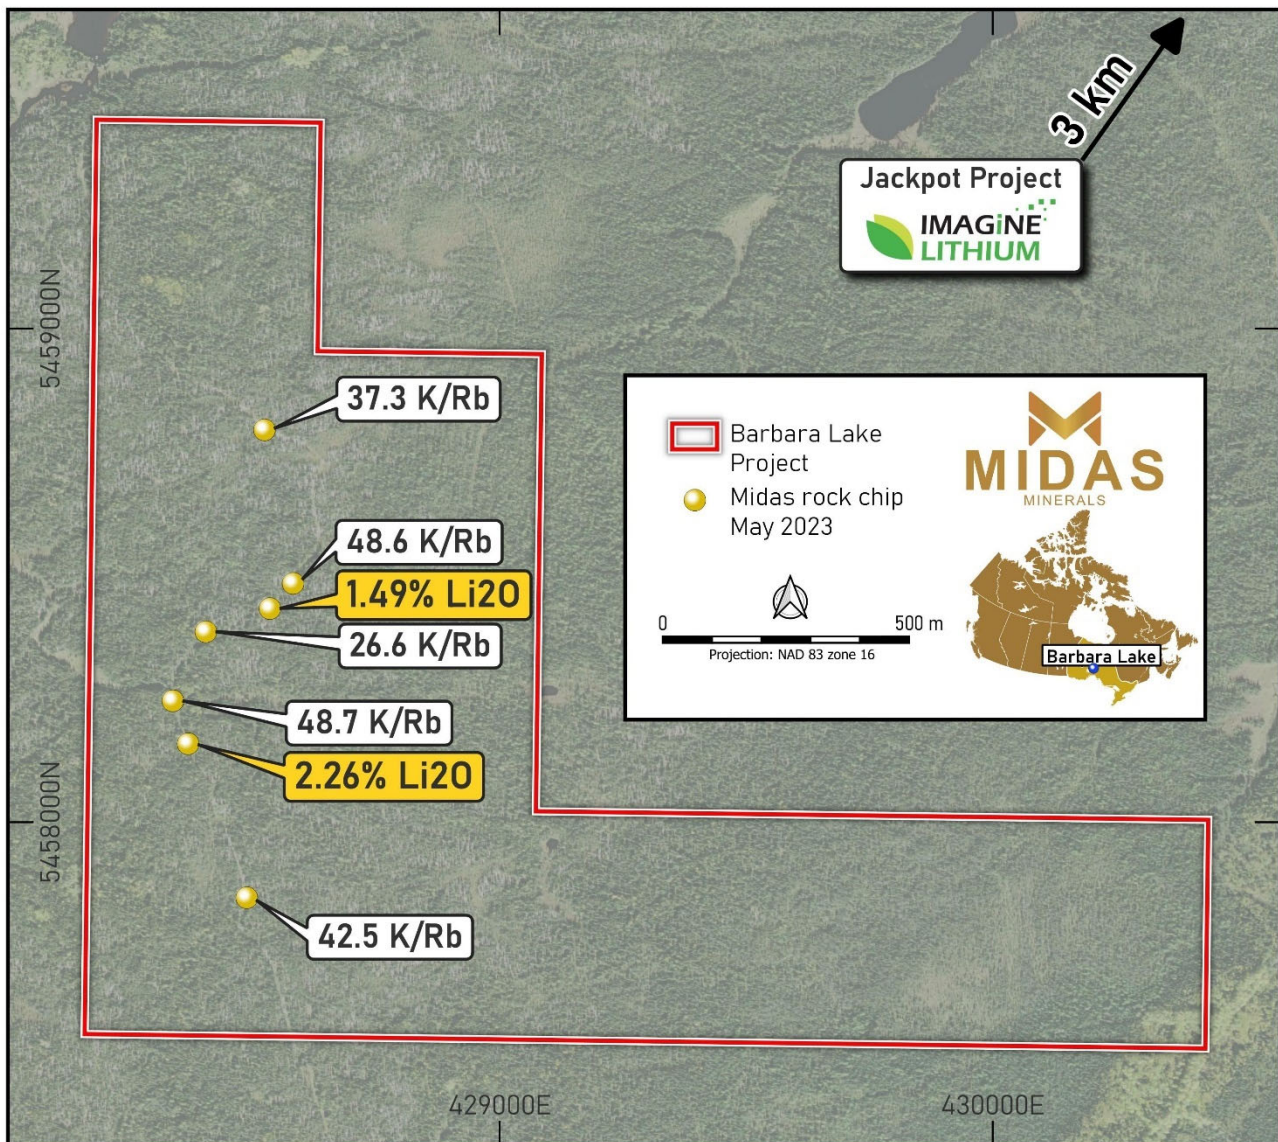 3 km
Jackpot Project
IMAGiNE
LITHIUM
5459000N
37.3 K/Rb
Barbara Lake
Project
Midas rock chip
May 2023
MIDAS
MINERALS
48.6 K/Rb
1.49% Li2O
26.6 K/Rb
0
500 m
Projection: NAD 83 zone 16
Barbara Lake
48.7 K/Rb
2.26% Li2O
5458000N
42.5 K/Rb
429000E
430000E